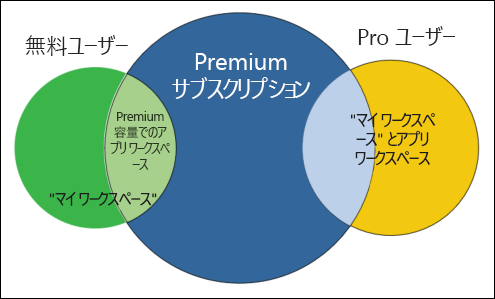 無料ユーザー
Premium
サブスクリプション
Pro ユーザー
Premium
容量でのア
プリ ワークスペ
ース
"マイ ワークスペース"
"マイ ワークスペ
ース" とアプリ
ワークスペース